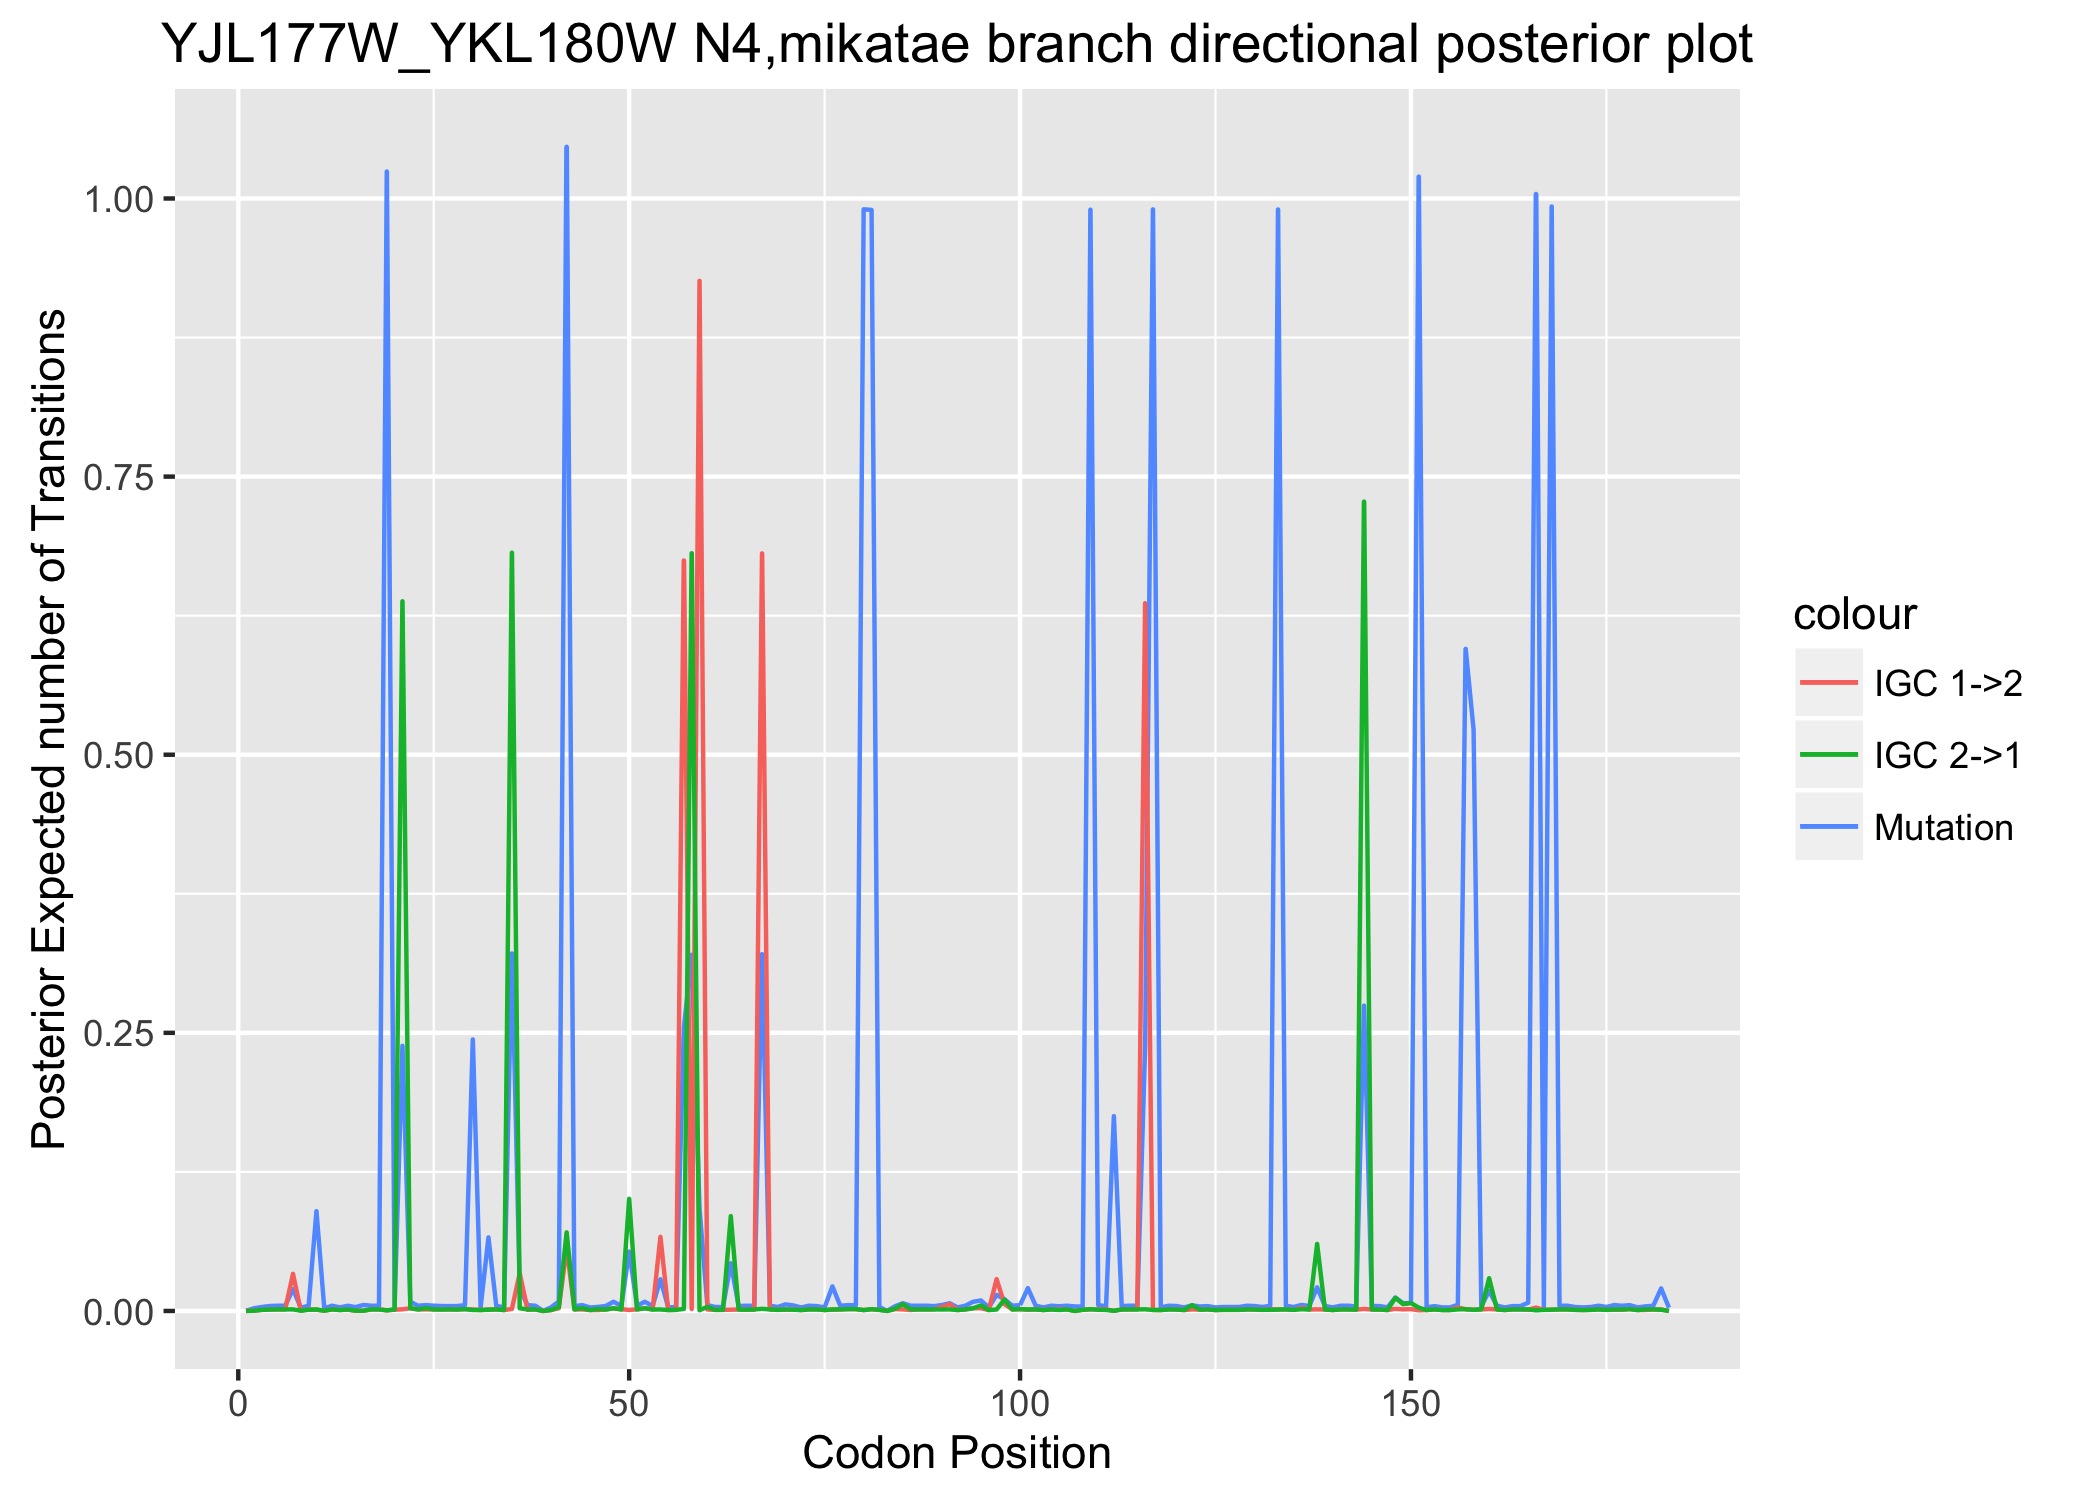 YJL177W_YKL180W N4,mikatae branch directional posterior plot
Posterior Expected number of Transitions
1.00
0.75
0.50
0.25
0.00
0
50
100
150
Codon Position
colour
IGC 1->2
IGC 2->1
Mutation